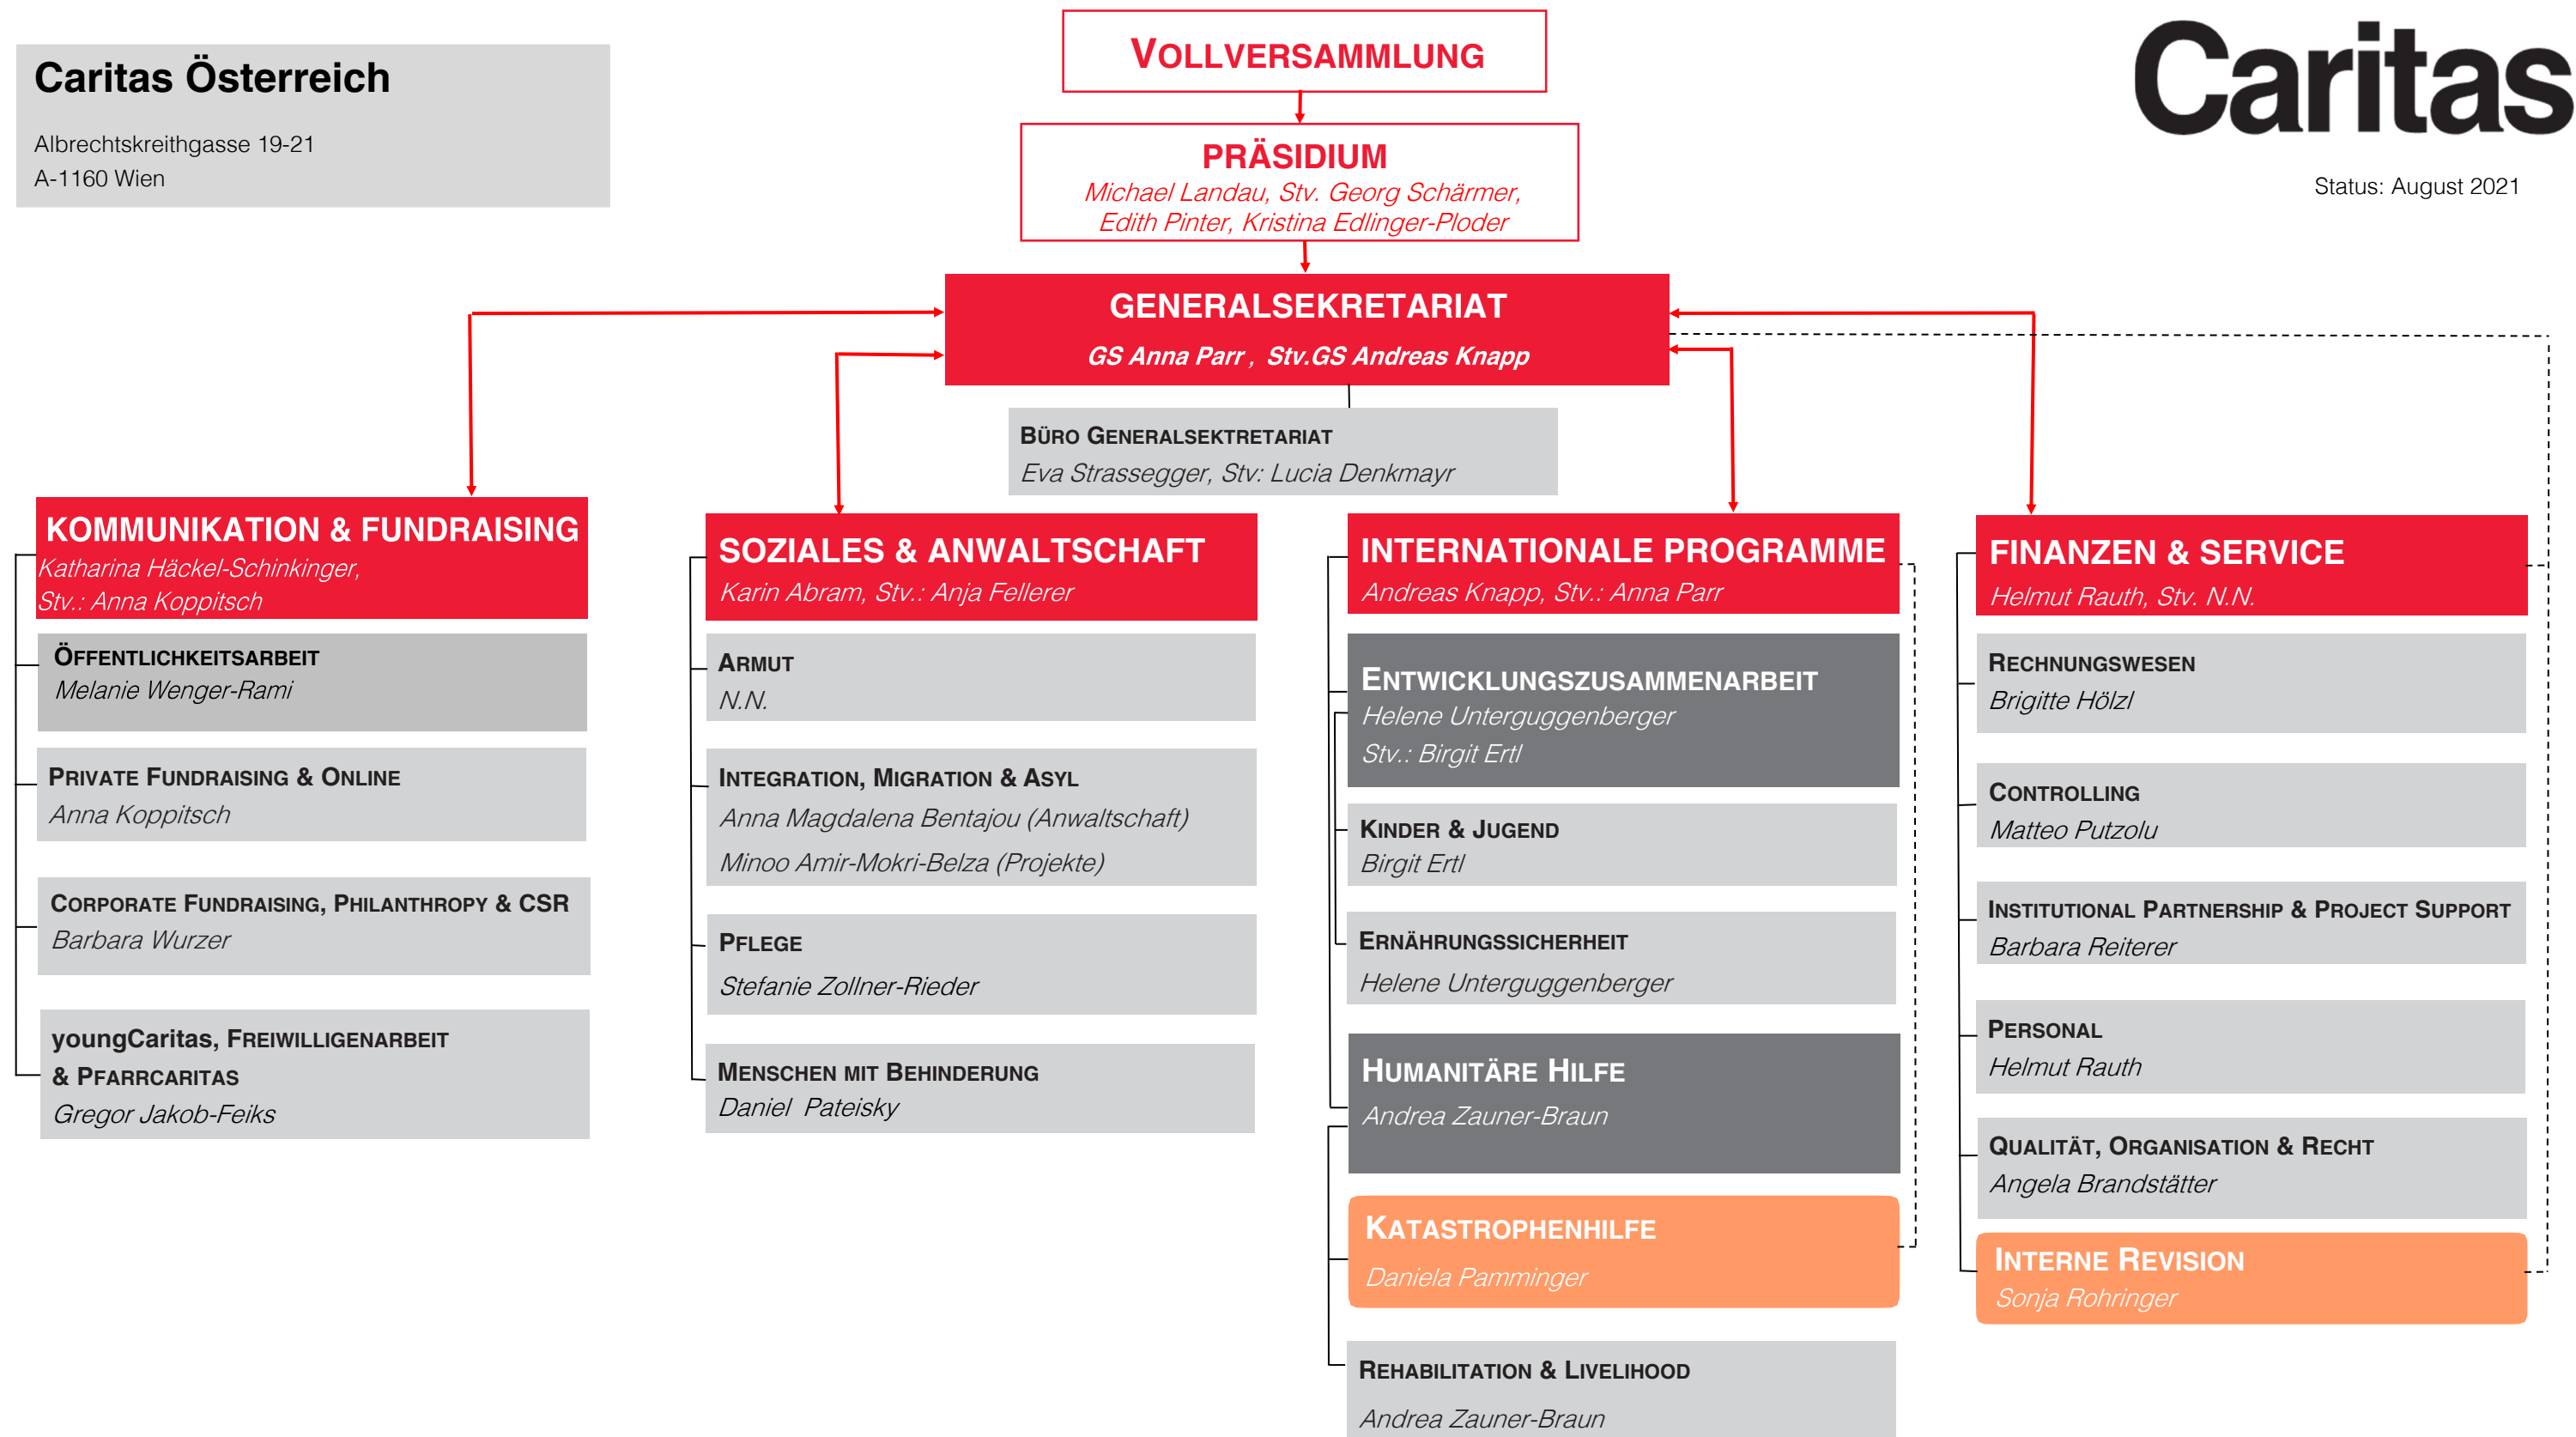 Caritas Österreich
Albrechtskreithgasse 19-21
A-1160 Wien
VOLLVERSAMMLUNG
PRÄSIDIUM
Michael Landau, Stv. Georg Schärmer,
Edith Pinter, Kristina Edlinger-Ploder
Caritas
Status: August 2021
GENERALSEKRETARIAT
GS Anna Parr , Stv.GS Andreas Knapp
BÜRO GENERALSEKTRETARIAT
Eva Strassegger, Stv: Lucia Denkmayr
KOMMUNIKATION & FUNDRAISING
Katharina Häckel-Schinkinger,
Stv.: Anna Koppitsch
ÖFFENTLICHKEITSARBEIT
Melanie Wenger-Rami
PRIVATE FUNDRAISING & ONLINE
Anna Koppitsch
CORPORATE FUNDRAISING, PHILANTHROPY & CSR
Barbara Wurzer
youngCaritas, FREIWILLIGENARBEIT
& PFARRCARITAS
Gregor Jakob-Feiks
SOZIALES & ANWALTSCHAFT
Karin Abram, Stv.: Anja Fellerer
ARMUT
N.N.
INTEGRATION, MIGRATION & ASYL
Anna Magdalena Bentajou (Anwaltschaft)
Minoo Amir-Mokri-Belza (Projekte)
PFLEGE
Stefanie Zollner-Rieder
MENSCHEN MIT BEHINDERUNG
Daniel Pateisky
INTERNATIONALE PROGRAMME
Andreas Knapp, Stv.: Anna Parr
ENTWICKLUNGSZUSAMMENARBEIT
Helene Unterguggenberger
Stv.: Birgit Ertl
KINDER & JUGEND
Birgit Ertl
ERNÄHRUNGSSICHERHEIT
Helene Unterguggenberger
HUMANITÄRE HILFE
Andrea Zauner-Braun
KATASTROPHENHILFE
Daniela Pamminger
REHABILITATION & LIVELIHOOD
Andrea Zauner-Braun
FINANZEN & SERVICE
Helmut Rauth, Stv. N.N.
RECHNUNGSWESEN
Brigitte Hölzl
CONTROLLING
Matteo Putzolu
INSTITUTIONAL PARTNERSHIP & PROJECT SUPPORT
Barbara Reiterer
PERSONAL
Helmut Rauth
QUALITÄT, ORGANISATION & RECHT
Angela Brandstätter
INTERNE REVISION
Sonja Rohringer